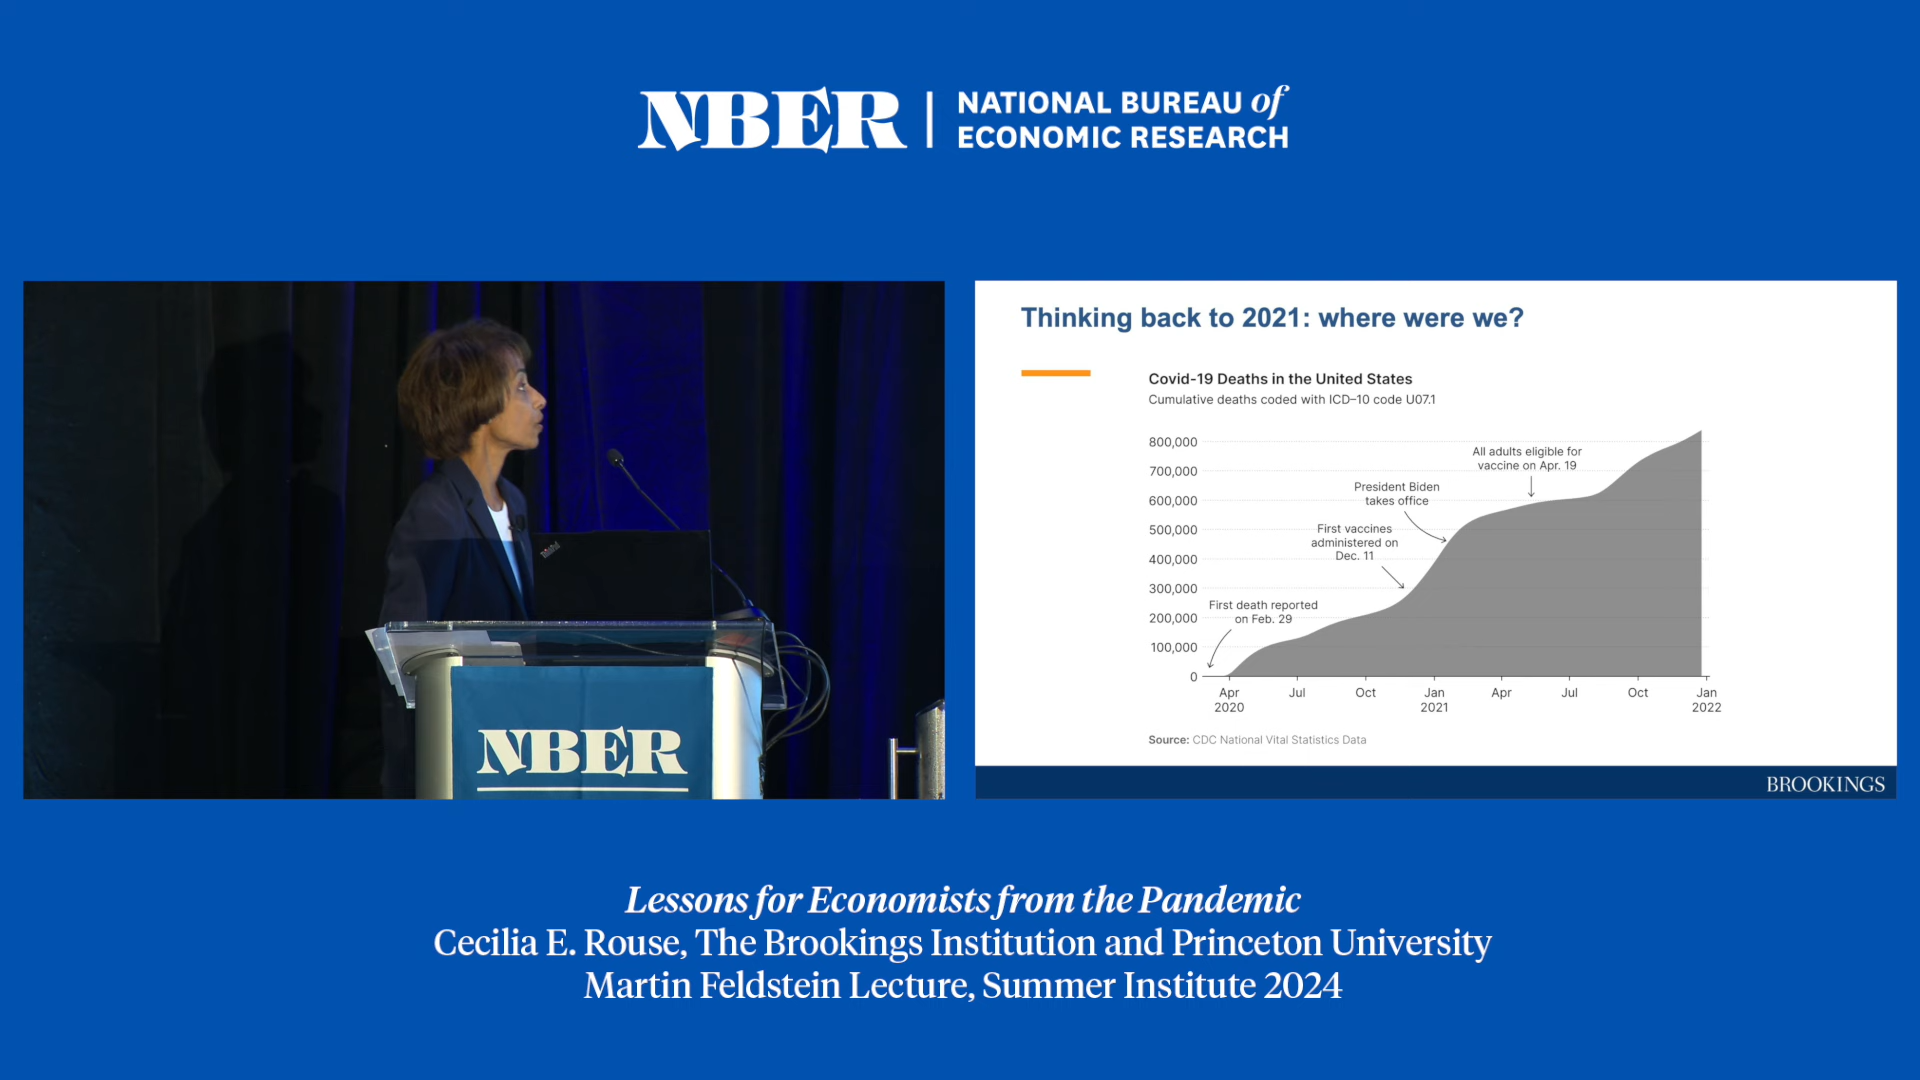 NBER | NATIONAL BUREAU of
ECONOMIC RESEARCH
NBER
Thinking back to 2021: where were we?
Covid-19 Deaths in the United States
Cumulative deaths coded with ICD–10 code U07.1
800,000
700,000
600,000
500,000
400,000
300,000
200,000
100,000
0
First death reported
on Feb. 29
First vaccines
administered on
Dec. 11
President Biden
takes office
All adults eligible for
vaccine on Apr. 19
Apr
2020
Jul
Oct
Jan
2021
Apr
Jul
Oct
Jan
2022
Source: CDC National Vital Statistics Data
BROOKINGS
Lessons for Economists from the Pandemic
Cecilia E. Rouse, The Brookings Institution and Princeton University
Martin Feldstein Lecture, Summer Institute 2024